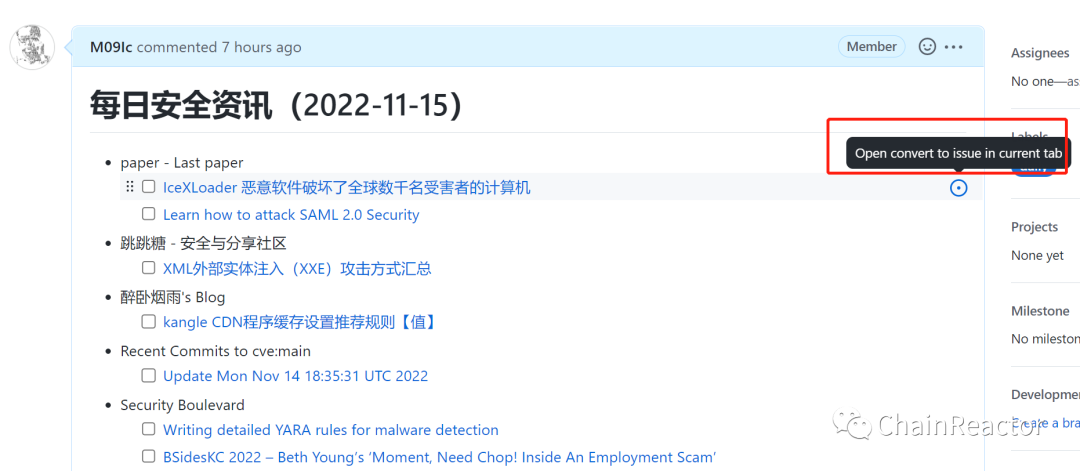 M09Ic commented 7 hours ago
Member
Assignees
No one—as
每日安全资讯（2022-11-15）
Labels
Open convert to issue in current tab
paper - Last paper
IceXLoader 恶意软件破坏了全球数千名受害者的计算机
Learn how to attack SAML 2.0 Security
Projects
None yet
跳跳糖 - 安全与分享社区
XML外部实体注入（XXE）攻击方式汇总
醉卧烟雨's Blog
kangle CDN程序缓存设置推荐规则【值】
Milestone
No mileston
Recent Commits to cve:main
Update Mon Nov 14 18:35:31 UTC 2022
Developme
Security Boulevard
Writing detailed YARA rules for malware detection
Create a bra
ChainReactor
BSidesKC 2022 – Beth Young's 'Moment, Need Chop! Inside An Employment Scam'